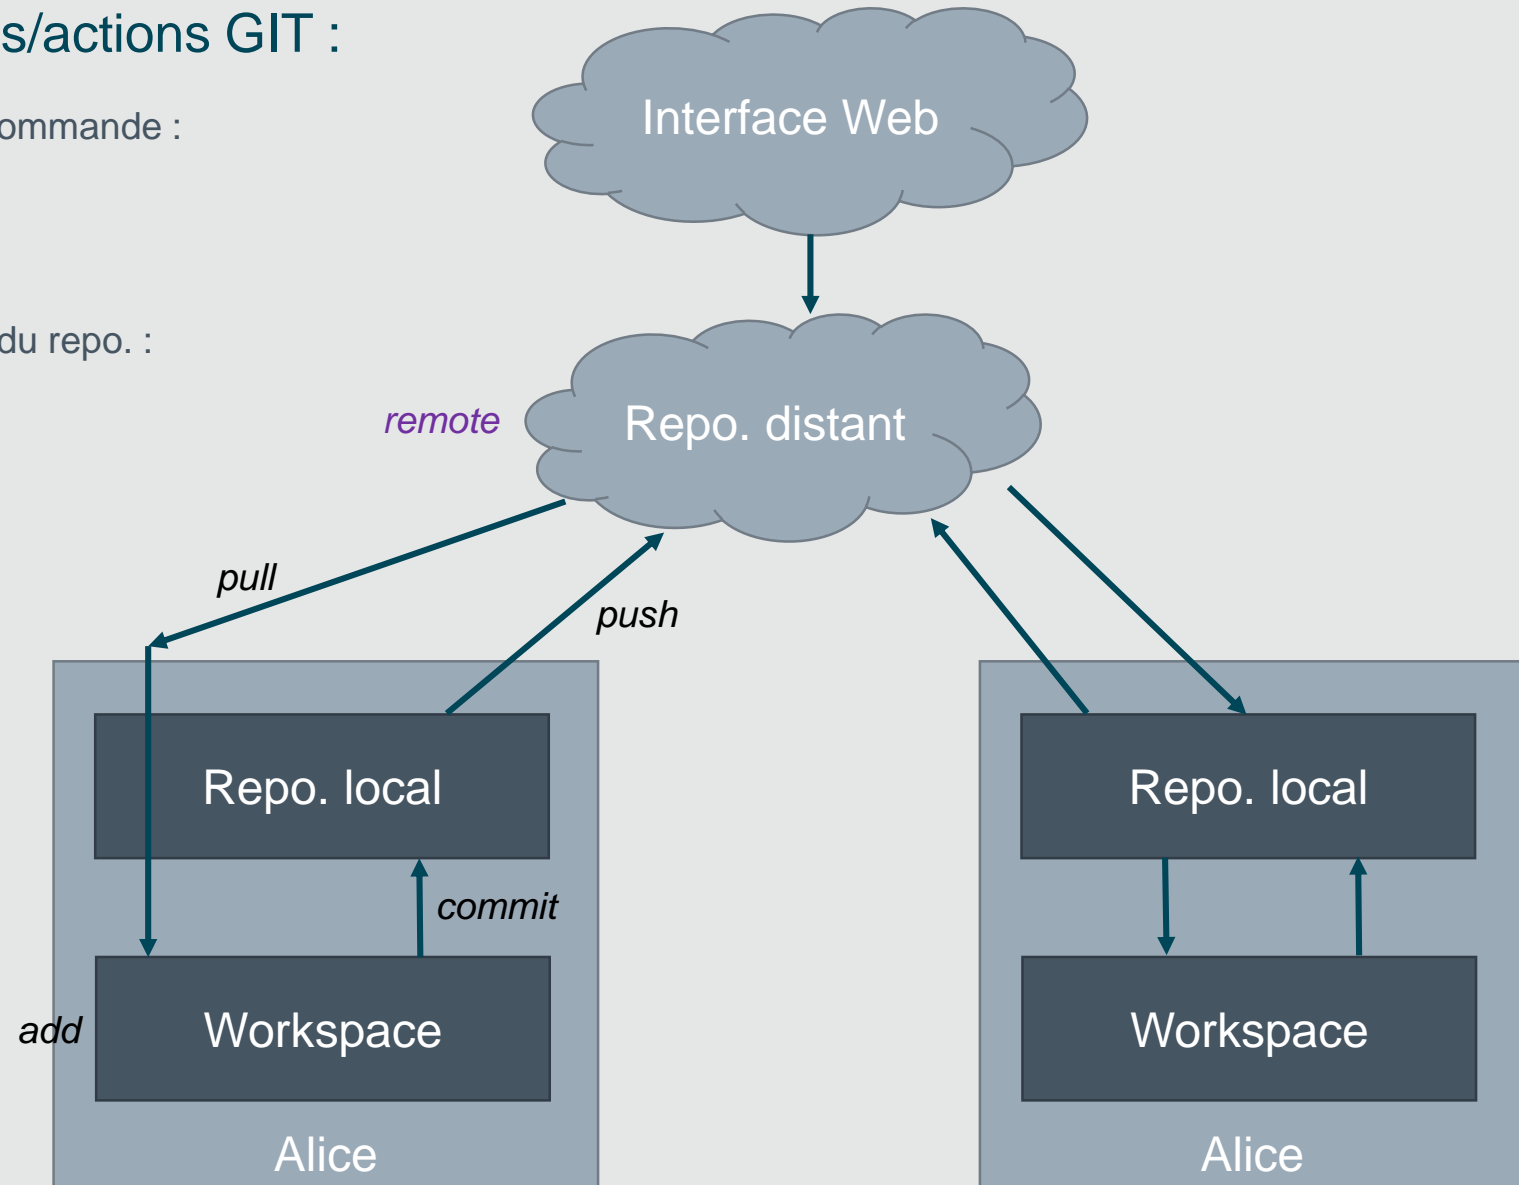 s/actions GIT :
Interface Web
ommande :
du repo. :
remote
Repo. distant
pull
push
Repo. local
Repo. local
commit
add
Workspace
Workspace
Alice
Alice